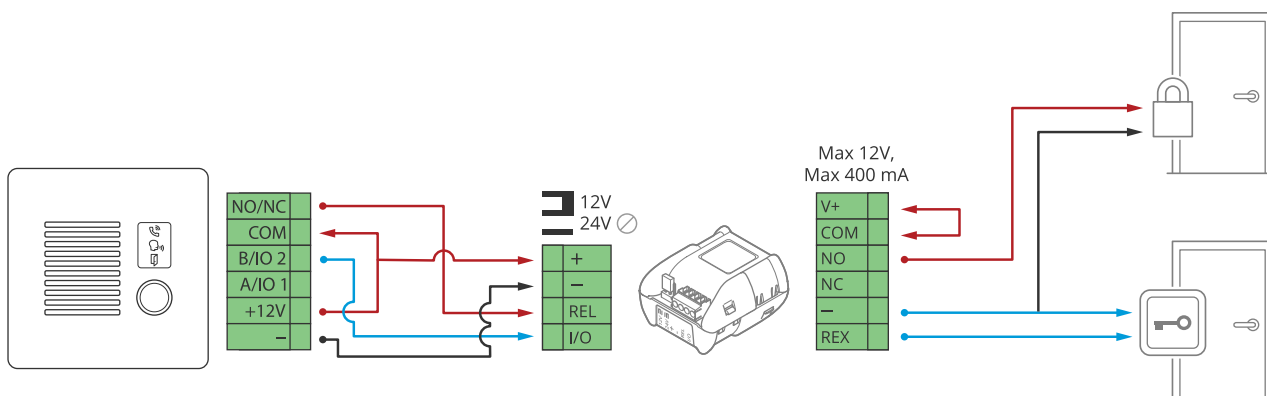 NO/NC
COM
B/IO 2
A/IO 1
+12V
–
12V
24V
+
–
REL
I/O
Max 12V,
Max 400 mA
V+
COM
NO
NC
–
REX